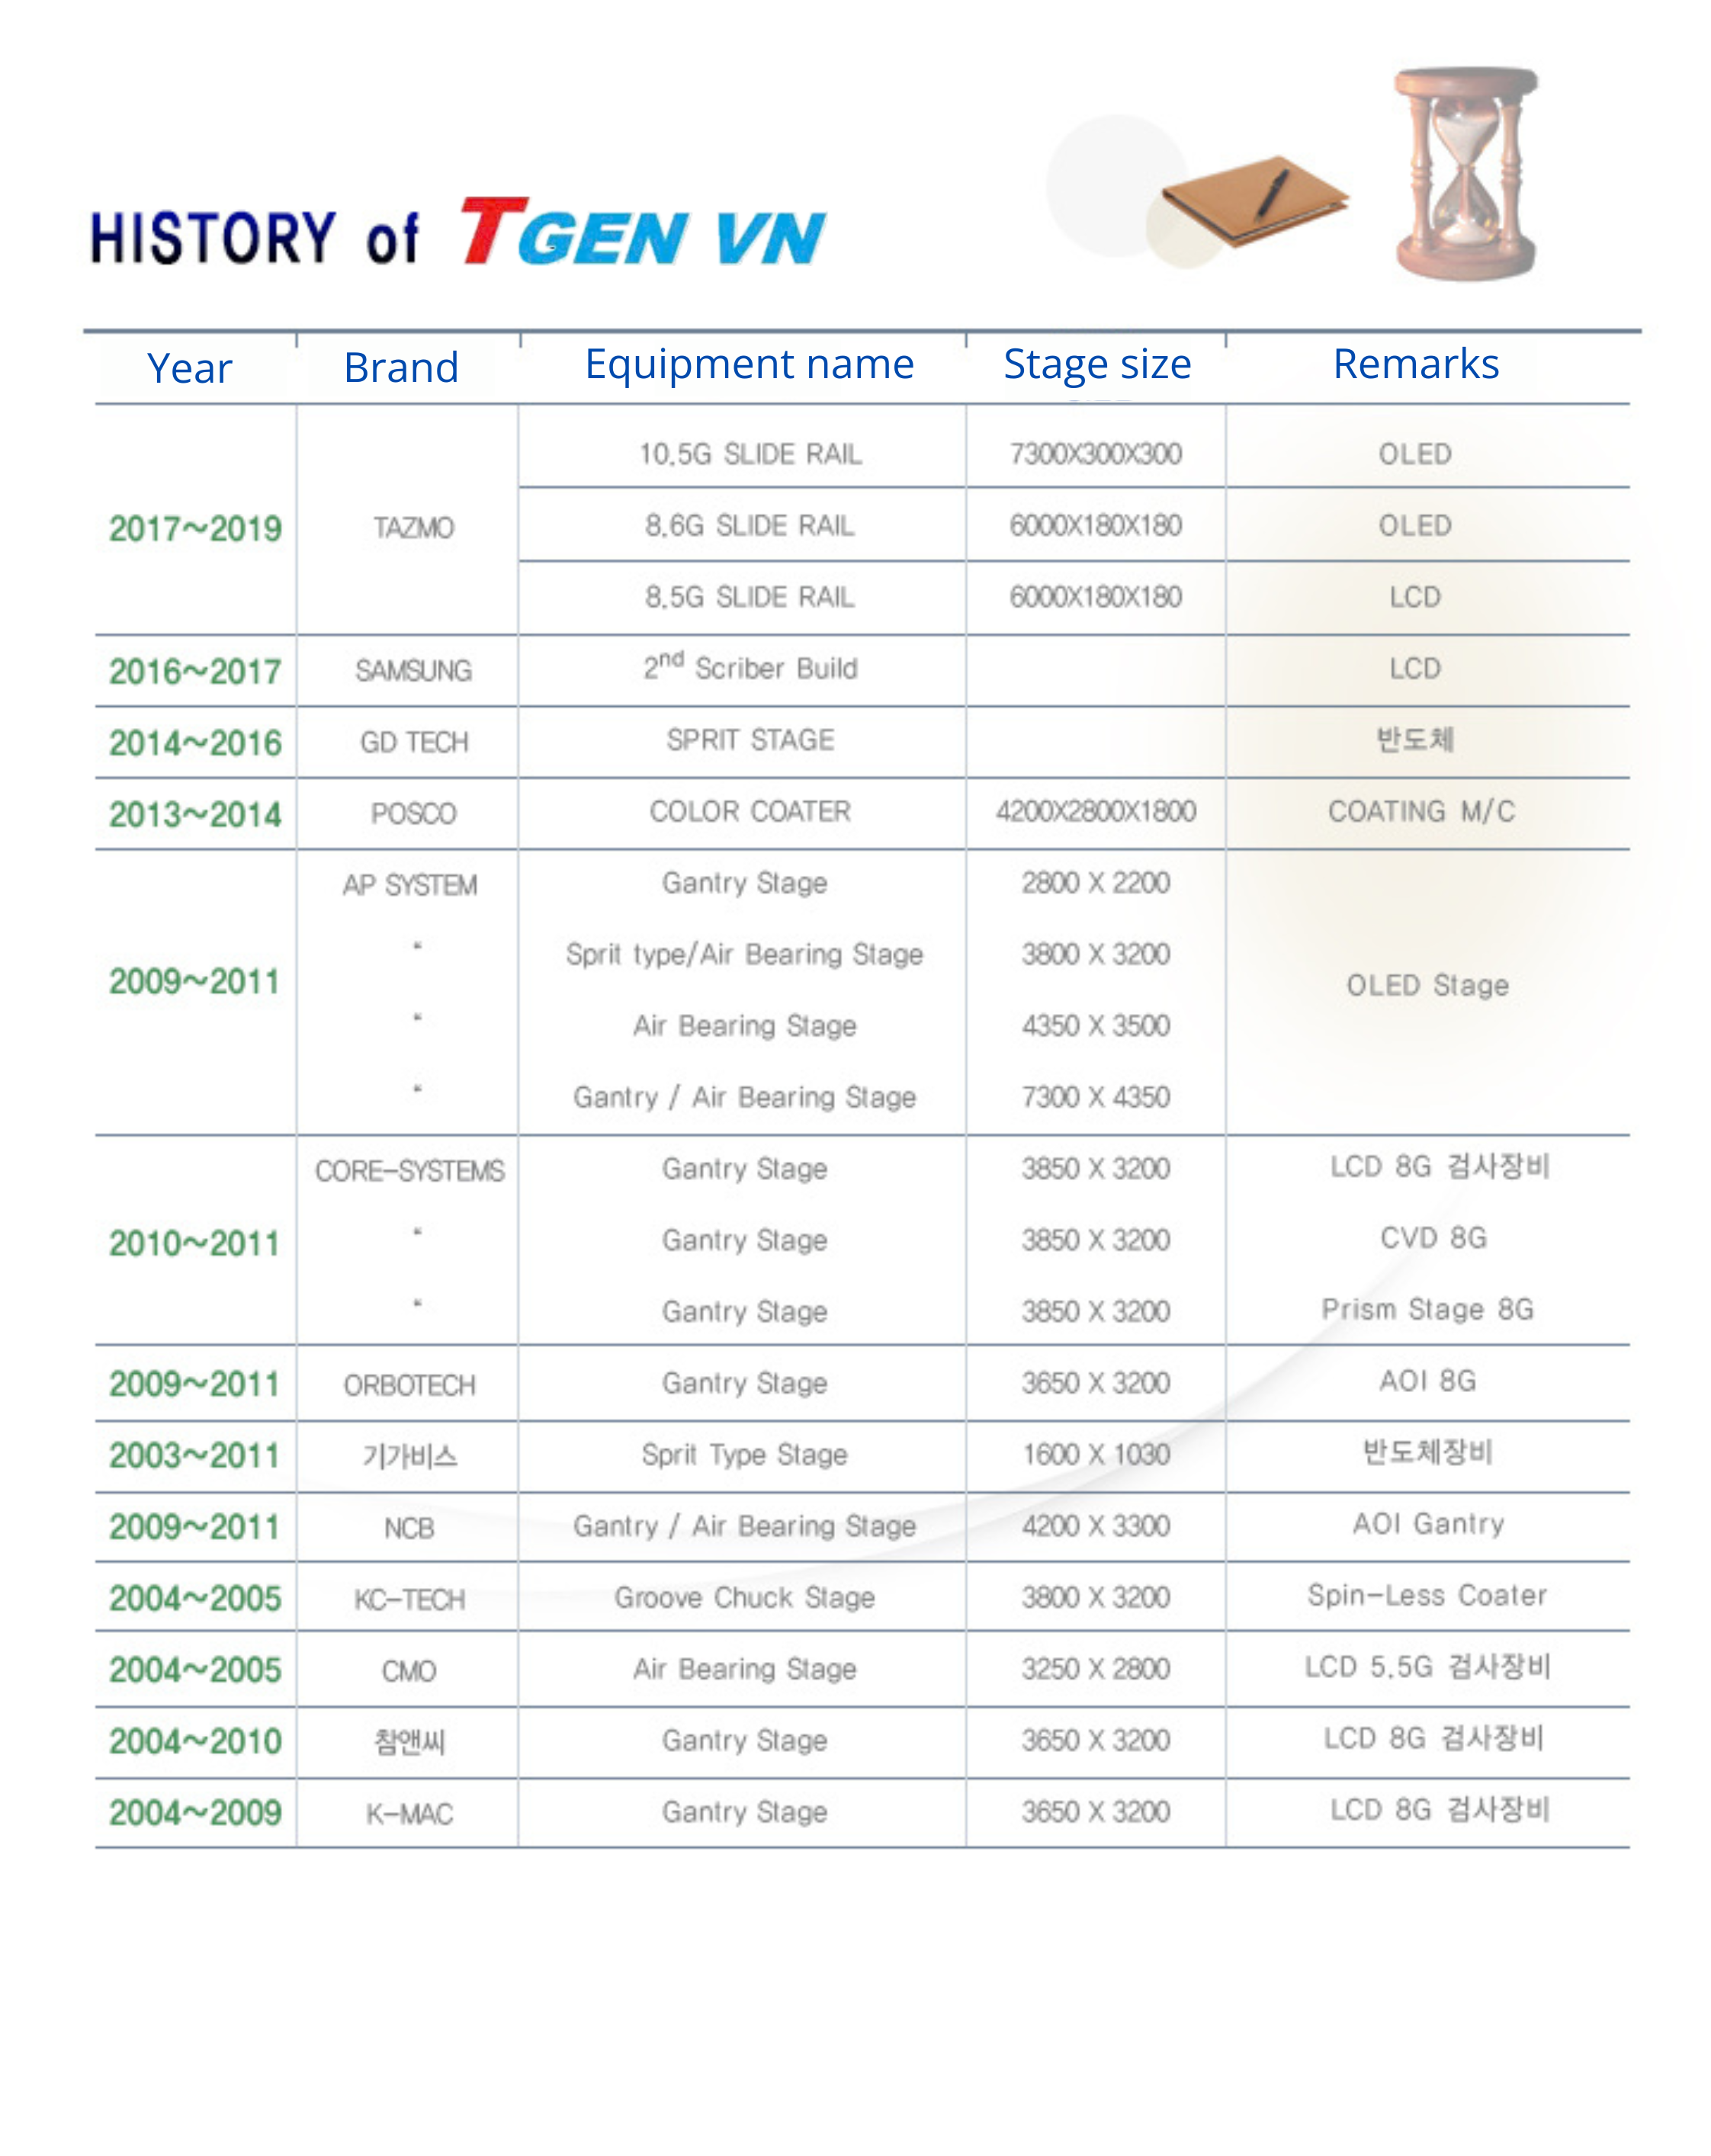 HISTORY of TGEN VN
Year Brand Equipment name Stage size Remarks
10.5G SLIDE RAIL 7300X300X300 OLED
2017~2019 TAZMO 8.6G SLIDE RAIL 6000X180X180 OLED
8.5G SLIDE RAIL 6000X180X180 LCD
2016~2017 SAMSUNG 2nd Scriber Build LCD
2014~2016 GD TECH SPRIT STAGE 반도체
2013~2014 POSCO COLOR COATER 4200X2800X1800 COATING M/C
AP SYSTEM Gantry Stage 2800 X 2200
" Sprit type/Air Bearing Stage 3800 X 3200
2009~2011 OLED Stage
" Air Bearing Stage 4350 X 3500
" Gantry / Air Bearing Stage 7300 X 4350
CORE-SYSTEMS Gantry Stage 3850 X 3200 LCD 8G 검사장비
2010~2011 " Gantry Stage 3850 X 3200 CVD 8G
" Gantry Stage 3850 X 3200 Prism Stage 8G
2009~2011 ORBOTECH Gantry Stage 3650 X 3200 AOI 8G
2003~2011 기가비스 Sprit Type Stage 1600 X 1030 반도체장비
2009~2011 NCB Gantry / Air Bearing Stage 4200 X 3300 AOI Gantry
2004~2005 KC-TECH Groove Chuck Stage 3800 X 3200 Spin-Less Coater
2004~2005 CMO Air Bearing Stage 3250 X 2800 LCD 5.5G 검사장비
2004~2010 참앤씨 Gantry Stage 3650 X 3200 LCD 8G 검사장비
2004~2009 K-MAC Gantry Stage 3650 X 3200 LCD 8G 검사장비